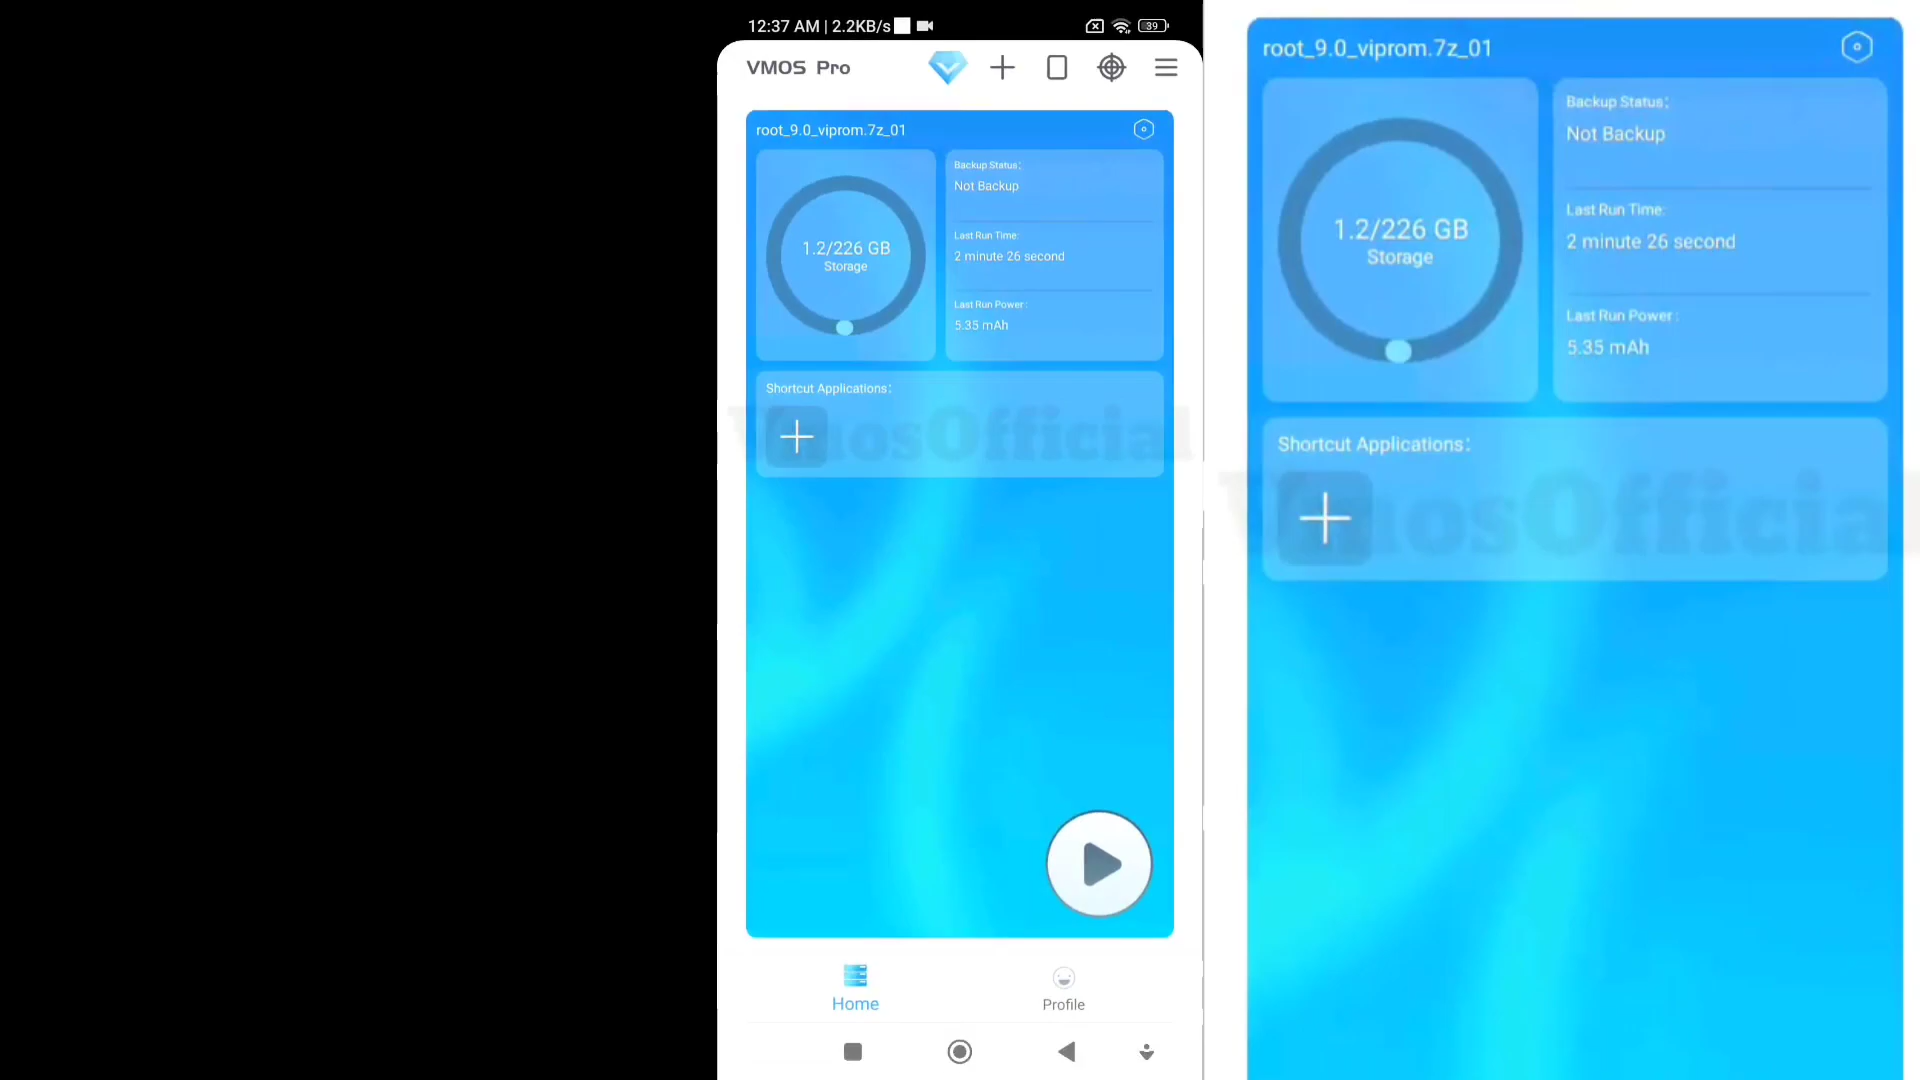 12:37 AM | 2.2KB/s
39
VMOS Pro
root_9.0_viprom.7z_01
Backup Status:
Not Backup
1.2/226 GB
Storage
Last Run Time:
2 minute 26 second
Last Run Power:
5.35 mAh
Shortcut Applications:
VmosOfficial
Home
Profile
root_9.0_viprom.7z_01
Backup Status:
Not Backup
1.2/226 GB
Storage
Last Run Time:
2 minute 26 second
Last Run Power:
5.35 mAh
Shortcut Applications:
VmosOfficial